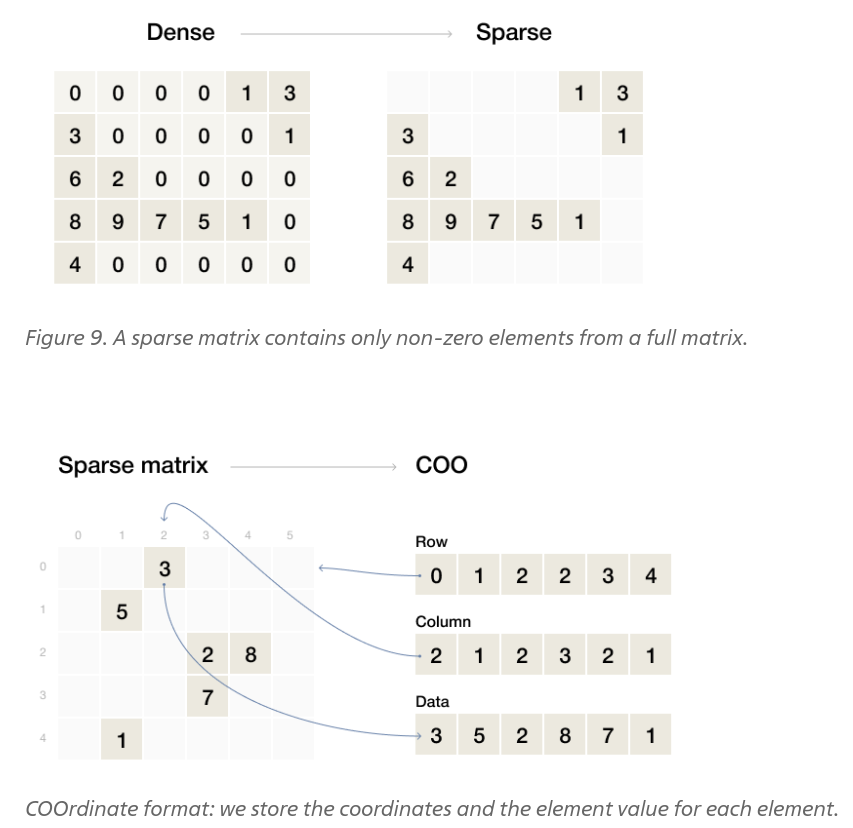 Dense Sparse
0 0 0 0 1 3 1 3
3 0 0 0 0 1 3 1
6 2 0 0 0 0 6 2
8 9 7 5 1 0 8 9 7 5 1
4 0 0 0 0 0 4
Figure 9. A sparse matrix contains only non-zero elements from a full matrix.
Sparse matrix COO
0 1 2 3 4 5
0 3
1 5
2 2 8
3 7
4 1
Row
0 1 2 2 3 4
Column
2 1 2 3 2 1
Data
3 5 2 8 7 1
COOrdinate format: we store the coordinates and the element value for each element.